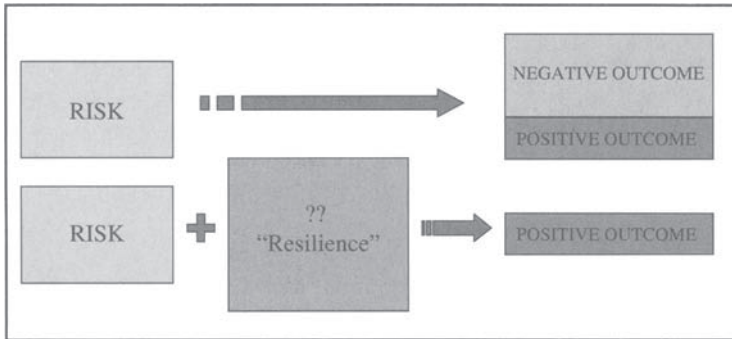 RISK
NEGATIVE OUTCOME
POSITIVE OUTCOME
RISK
??
“Resilience”
POSITIVE OUTCOME